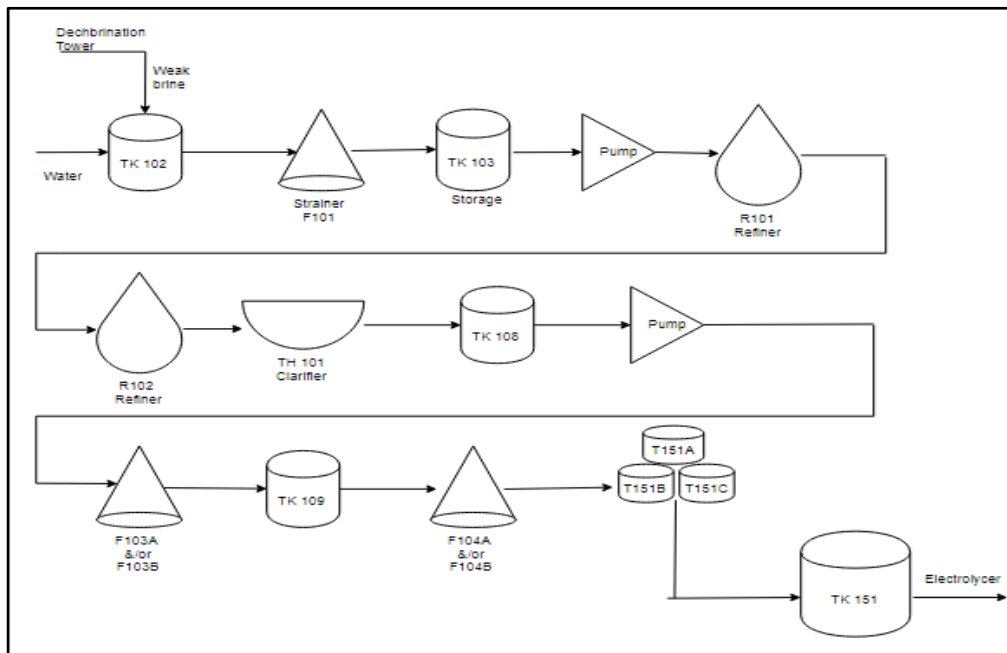 Dechbrination
Tower
Weak
brine
TK 102
Water
Strainer
F101
TK 103
Storage
Pump
R101
Refiner
R102
Refiner
TH 101
Clarifier
TK 108
Pump
F103A
&/or
F103B
TK 109
F104A
&/or
F104B
T151A
T151B
T151C
TK 151
Electrolycer